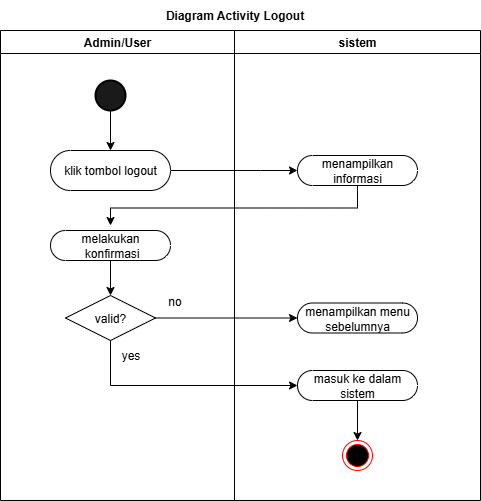 Diagram Activity Logout
Admin/User
sistem
klik tombol logout
menampilkan
informasi
melakukan
konfirmasi
valid?
no
menampilkan menu
sebelumnya
yes
masuk ke dalam
sistem